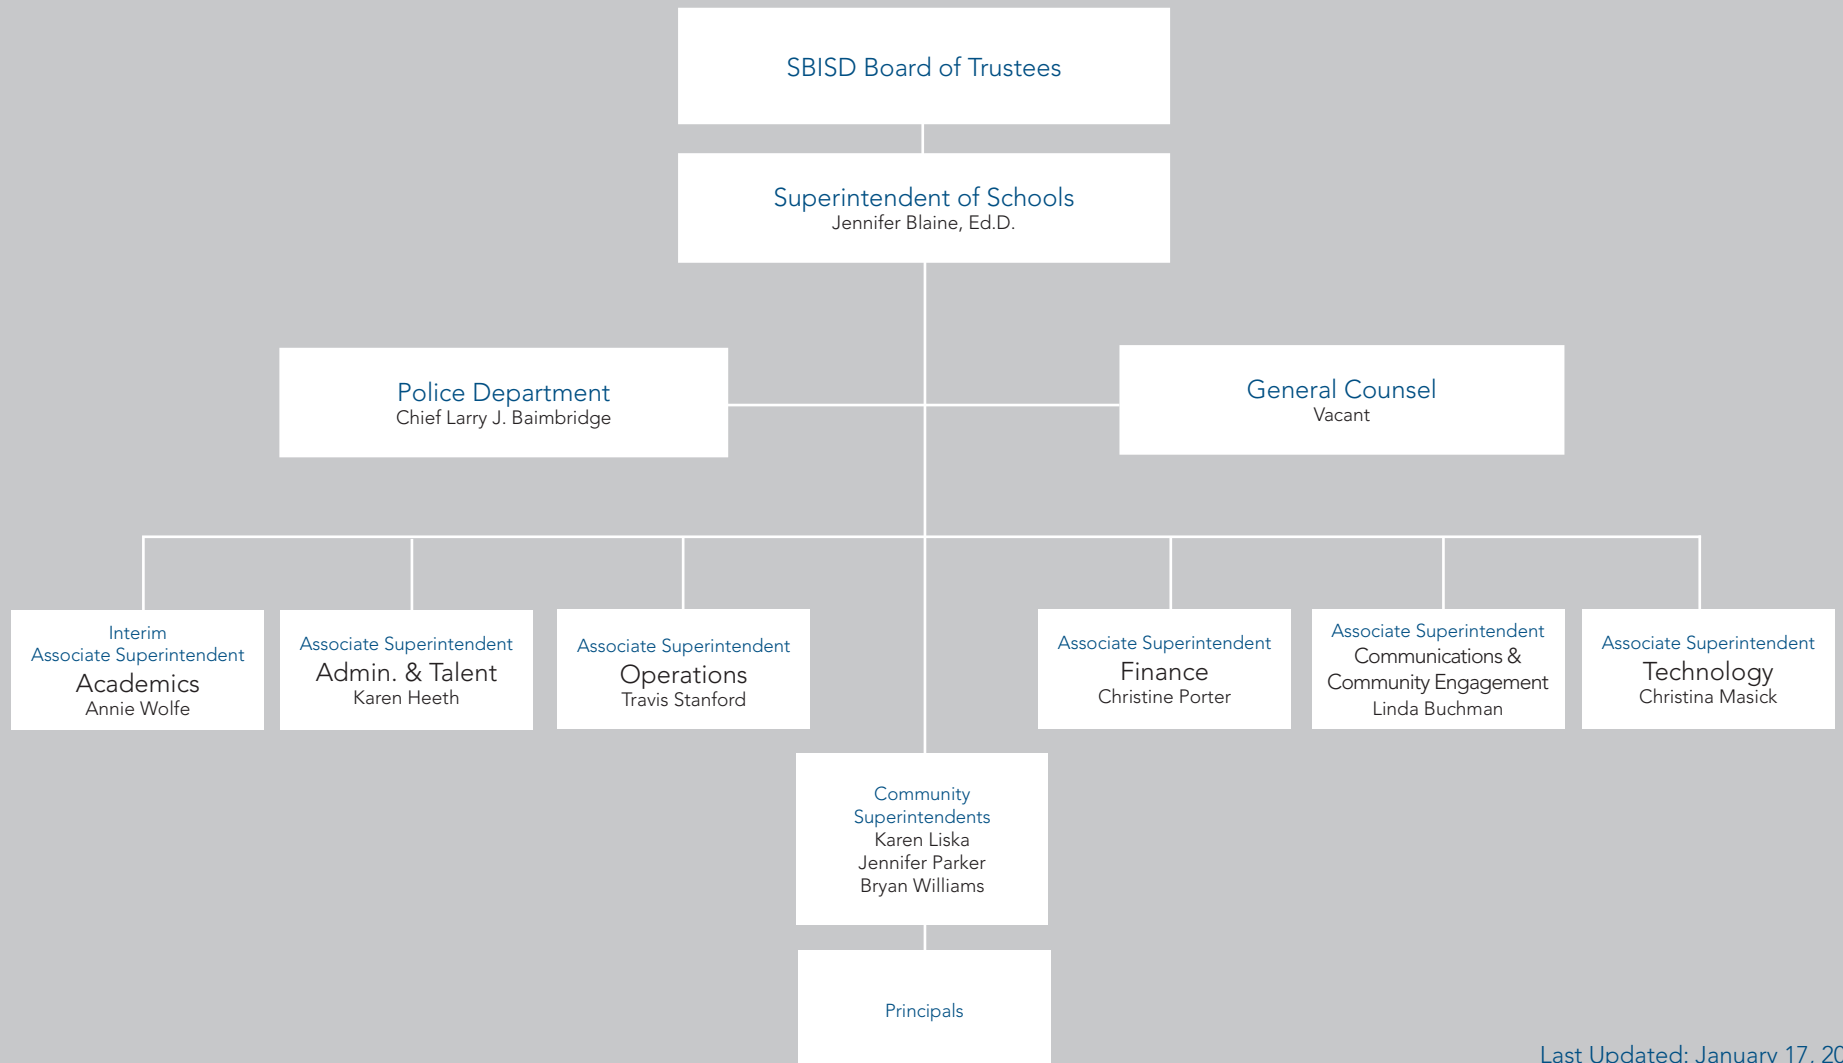 SBISD Board of Trustees
Superintendent of Schools
Jennifer Blaine, Ed.D.
Police Department
Chief Larry J. Baimbridge
General Counsel
Vacant
Interim
Associate Superintendent
Academics
Annie Wolfe
Associate Superintendent
Admin. & Talent
Karen Heeth
Associate Superintendent
Operations
Travis Stanford
Associate Superintendent
Finance
Christine Porter
Associate Superintendent
Communications &
Community Engagement
Linda Buchman
Associate Superintendent
Technology
Christina Masick
Community
Superintendents
Karen Liska
Jennifer Parker
Bryan Williams
Principals
Last Updated: January 17,